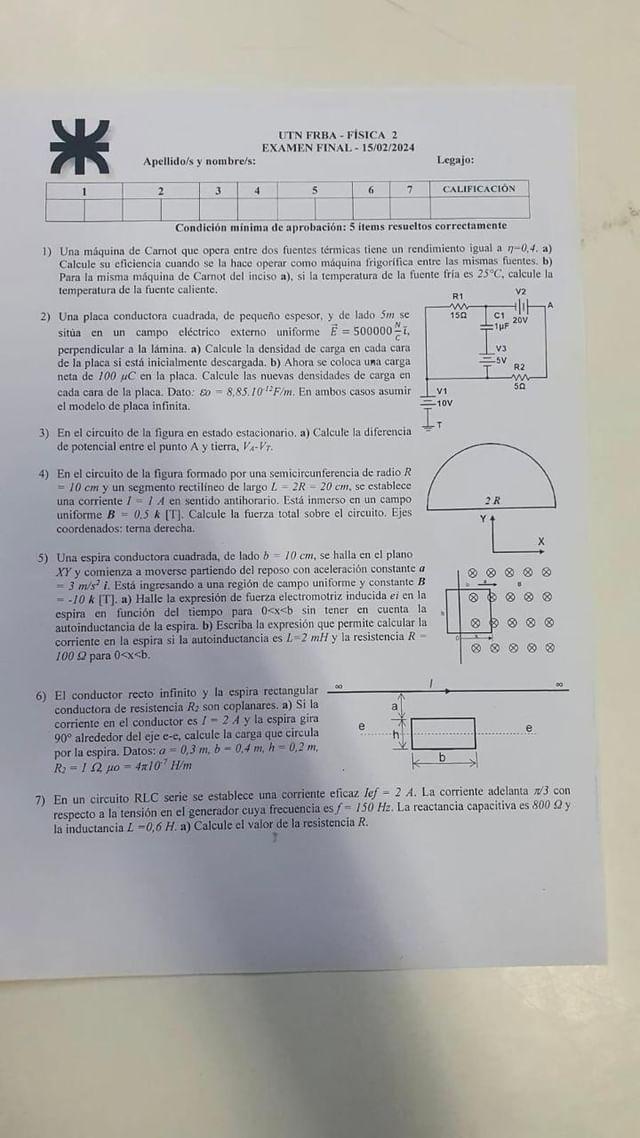 UTN FRBA - FÍSICA 2
EXAMEN FINAL - 15/02/2024
Apellido/s y nombre/s: Legajo:
1 2 3 4 5 6 7 CALIFICACIÓN
Condición mínima de aprobación: 5 ítems resueltos correctamente
1) Una máquina de Carnot que opera entre dos fuentes térmicas tiene un rendimiento igual a η=0,4. a)
Calcule su eficiencia cuando se la hace operar como máquina frigorífica entre las mismas fuentes. b)
Para la misma máquina de Carnot del inciso a), si la temperatura de la fuente fría es 25°C, calcule la
temperatura de la fuente caliente.
2) Una placa conductora cuadrada, de pequeño espesor, y de lado 5m se
sitúa en un campo eléctrico externo uniforme E⃗ = 500000 N/C ĭ,
perpendicular a la lámina. a) Calcule la densidad de carga en cada cara
de la placa si está inicialmente descargada. b) Ahora se coloca una carga
neta de 100 μC en la placa. Calcule las nuevas densidades de carga en
cada cara de la placa. Dato: ε0 = 8,85.10⁻¹²F/m. En ambos casos asumir
el modelo de placa infinita.
R1
15Ω
V2
20V
A
C1
1μF
V3
5V
R2
5Ω
V1
10V
T
3) En el circuito de la figura en estado estacionario. a) Calcule la diferencia
de potencial entre el punto A y tierra, VA-VT.
4) En el circuito de la figura formado por una semicircunferencia de radio R
= 10 cm y un segmento rectilíneo de largo L = 2R = 20 cm, se establece
una corriente I = 1 A en sentido antihorario. Está inmerso en un campo
uniforme B = 0,5 k [T]. Calcule la fuerza total sobre el circuito. Ejes
coordenados: terna derecha.
2 R
Y
X
5) Una espira conductora cuadrada, de lado b = 10 cm, se halla en el plano
XY y comienza a moverse partiendo del reposo con aceleración constante a
= 3 m/s² i. Está ingresando a una región de campo uniforme y constante B
= -10 k [T]. a) Halle la expresión de fuerza electromotriz inducida ei en la
espira en función del tiempo para 0<x<b sin tener en cuenta la
autoinductancia de la espira. b) Escriba la expresión que permite calcular la
corriente en la espira si la autoinductancia es L=2 mH y la resistencia R =
100 Ω para 0<x<b.
6) El conductor recto infinito y la espira rectangular
conductora de resistencia R2 son coplanares. a) Si la
corriente en el conductor es I = 2 A y la espira gira
90° alrededor del eje e-e, calcule la carga que circula
por la espira. Datos: a = 0,3 m, b = 0,4 m, h = 0,2 m,
R2 = 1 Ω, μo = 4π10⁻⁷ H/m
∞ I ∞
a
e h e
b
7) En un circuito RLC serie se establece una corriente eficaz Ief = 2 A. La corriente adelanta π/3 con
respecto a la tensión en el generador cuya frecuencia es f = 150 Hz. La reactancia capacitiva es 800 Ω y
la inductancia L =0,6 H. a) Calcule el valor de la resistencia R.